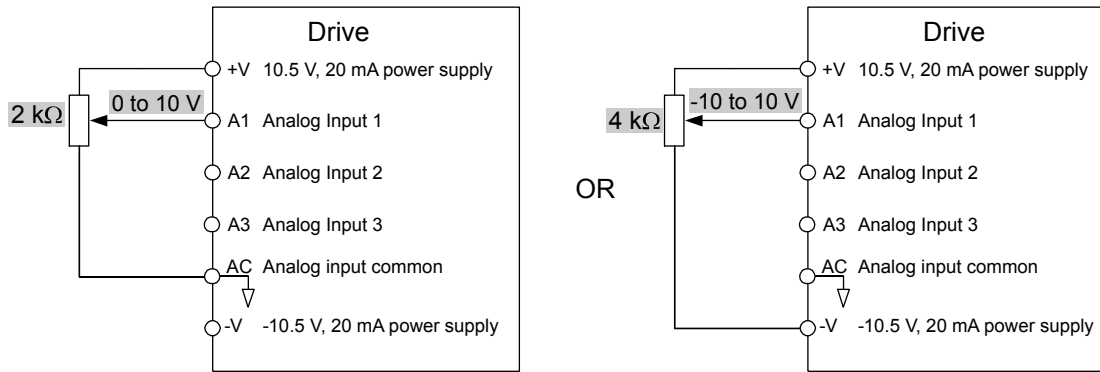 Drive
+V 10.5 V, 20 mA power supply
2 kΩ
0 to 10 V
A1 Analog Input 1
A2 Analog Input 2
A3 Analog Input 3
AC Analog input common
-V -10.5 V, 20 mA power supply
OR
Drive
+V 10.5 V, 20 mA power supply
4 kΩ
-10 to 10 V
A1 Analog Input 1
A2 Analog Input 2
A3 Analog Input 3
AC Analog input common
-V -10.5 V, 20 mA power supply